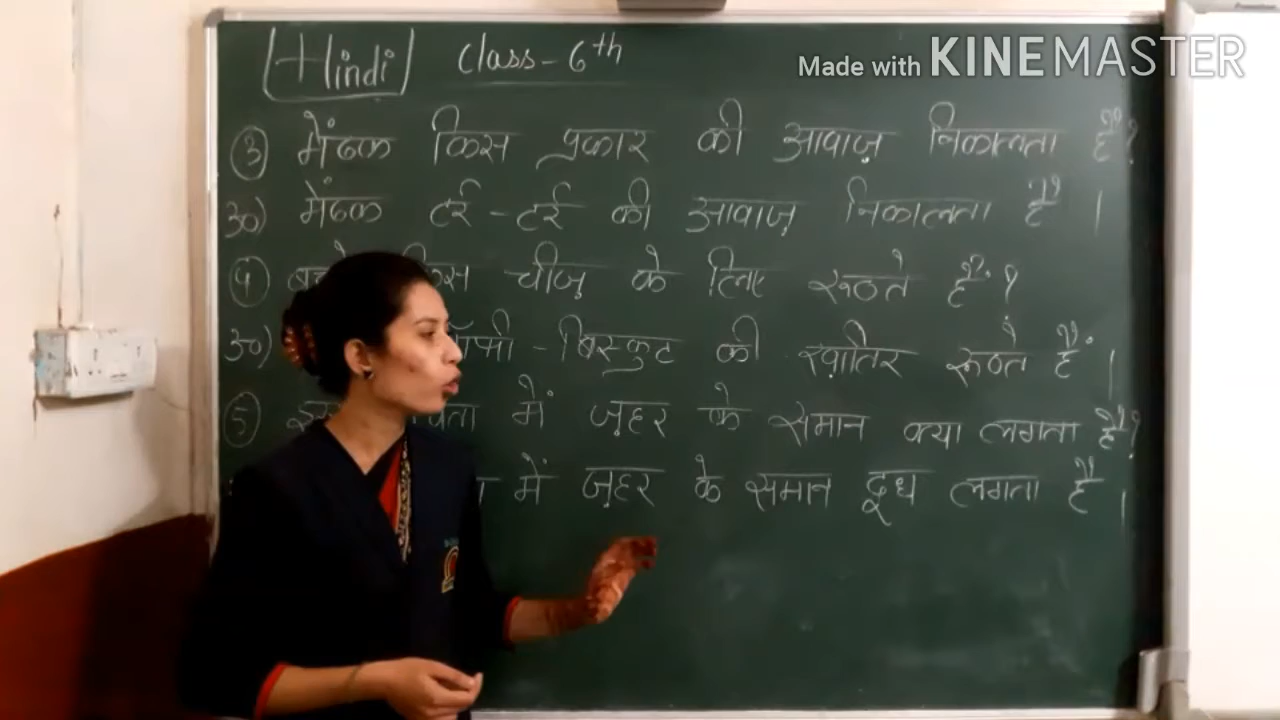 Made with KINEMASTER
Hindi Class-6th
③ मेंढक किस प्रकार की आवाज़ निकालता है?
उ०) मेंढक टर्र-टर्र की आवाज़ निकालता है।
④ चीज़ के लिए रूठते हैं?
उ०) -बिस्कुट की ख़ातिर रूठते हैं।
⑤ में ज़हर के समान क्या लगता है?
में ज़हर के समान दूध लगता है।